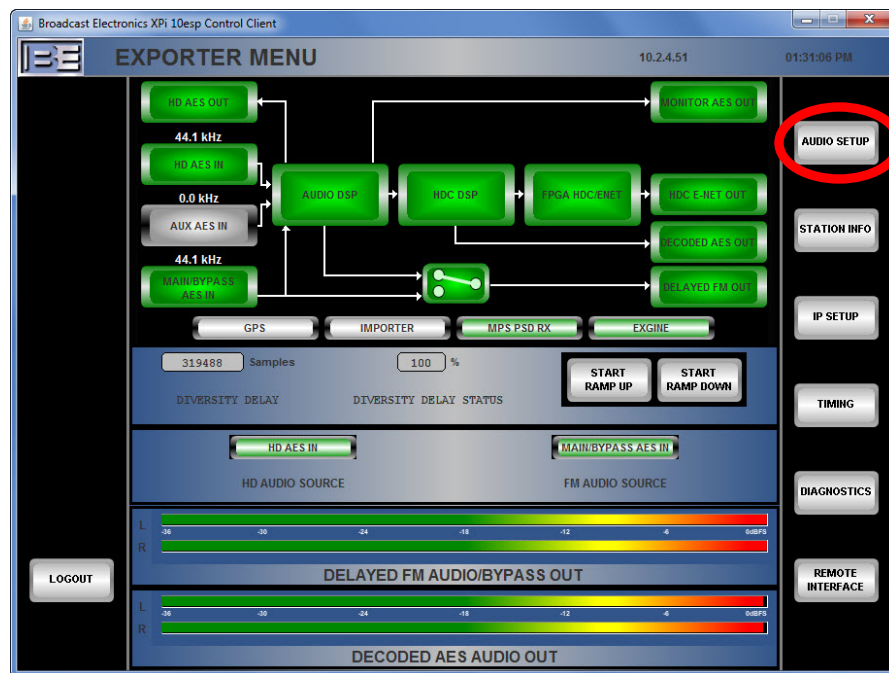 Broadcast Electronics XPi 10esp Control Client
BE
EXPORTER MENU
10.2.4.51
01:31:06 PM
HD AES OUT
MONITOR AES OUT
AUDIO SETUP
44.1 kHz
HD AES IN
AUDIO DSP
HDC DSP
FPGA HDC/ENET
HDC E-NET OUT
0.0 kHz
AUX AES IN
STATION INFO
DECODED AES OUT
44.1 kHz
MAIN/BYPASS
AES IN
DELAYED FM OUT
IP SETUP
GPS
IMPORTER
MPS PSD RX
EXGINE
319488 Samples
100 %
START
RAMP UP
START
RAMP DOWN
DIVERSITY DELAY
DIVERSITY DELAY STATUS
TIMING
HD AES IN
MAIN/BYPASS AES IN
HD AUDIO SOURCE
FM AUDIO SOURCE
DIAGNOSTICS
L
-36 -30 -24 -18 -12 -6 0dBFS
R
DELAYED FM AUDIO/BYPASS OUT
LOGOUT
REMOTE
INTERFACE
L
-36 -30 -24 -18 -12 -6 0dBFS
R
DECODED AES AUDIO OUT